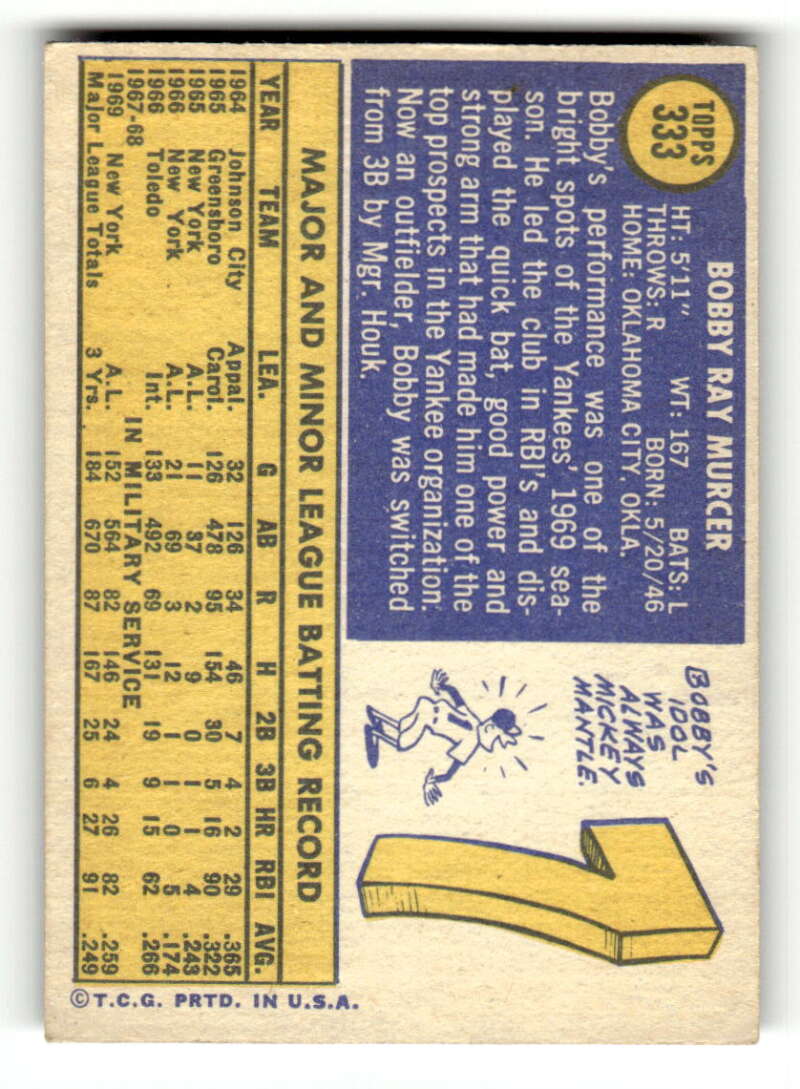 TOPPS
333
BOBBY RAY MURCER
HT: 5'11" WT: 167 BATS: L
THROWS: R BORN: 5/20/46
HOME: OKLAHOMA CITY, OKLA.
Bobby's performance was one of the
bright spots of the Yankees' 1969 sea-
son. He led the club in RBI's and dis-
played the quick bat, good power and
strong arm that had made him one of the
top prospects in the Yankee organization.
Now an outfielder, Bobby was switched
from 3B by Mgr. Houk.
BOBBY'S
IDOL
WAS
ALWAYS
MICKEY
MANTLE.
7
MAJOR AND MINOR LEAGUE BATTING RECORD
YEAR TEAM LEA. G AB R H 2B 3B HR RBI AVG.
1964 Johnson City Appal. 32 126 34 46 7 4 2 29 .365
1965 Greensboro Carol. 126 478 95 154 30 5 16 90 .322
1965 New York A.L. 11 37 2 9 0 1 1 4 .243
1966 New York A.L. 21 69 3 12 1 1 0 5 .174
1966 Toledo Int. 133 492 69 131 19 9 15 62 .266
1967-68 IN MILITARY SERVICE
1969 New York A.L. 152 564 82 146 24 4 26 82 .259
Major League Totals 3 Yrs. 184 670 87 167 25 6 27 91 .249
© T.C.G. PRTD. IN U.S.A.